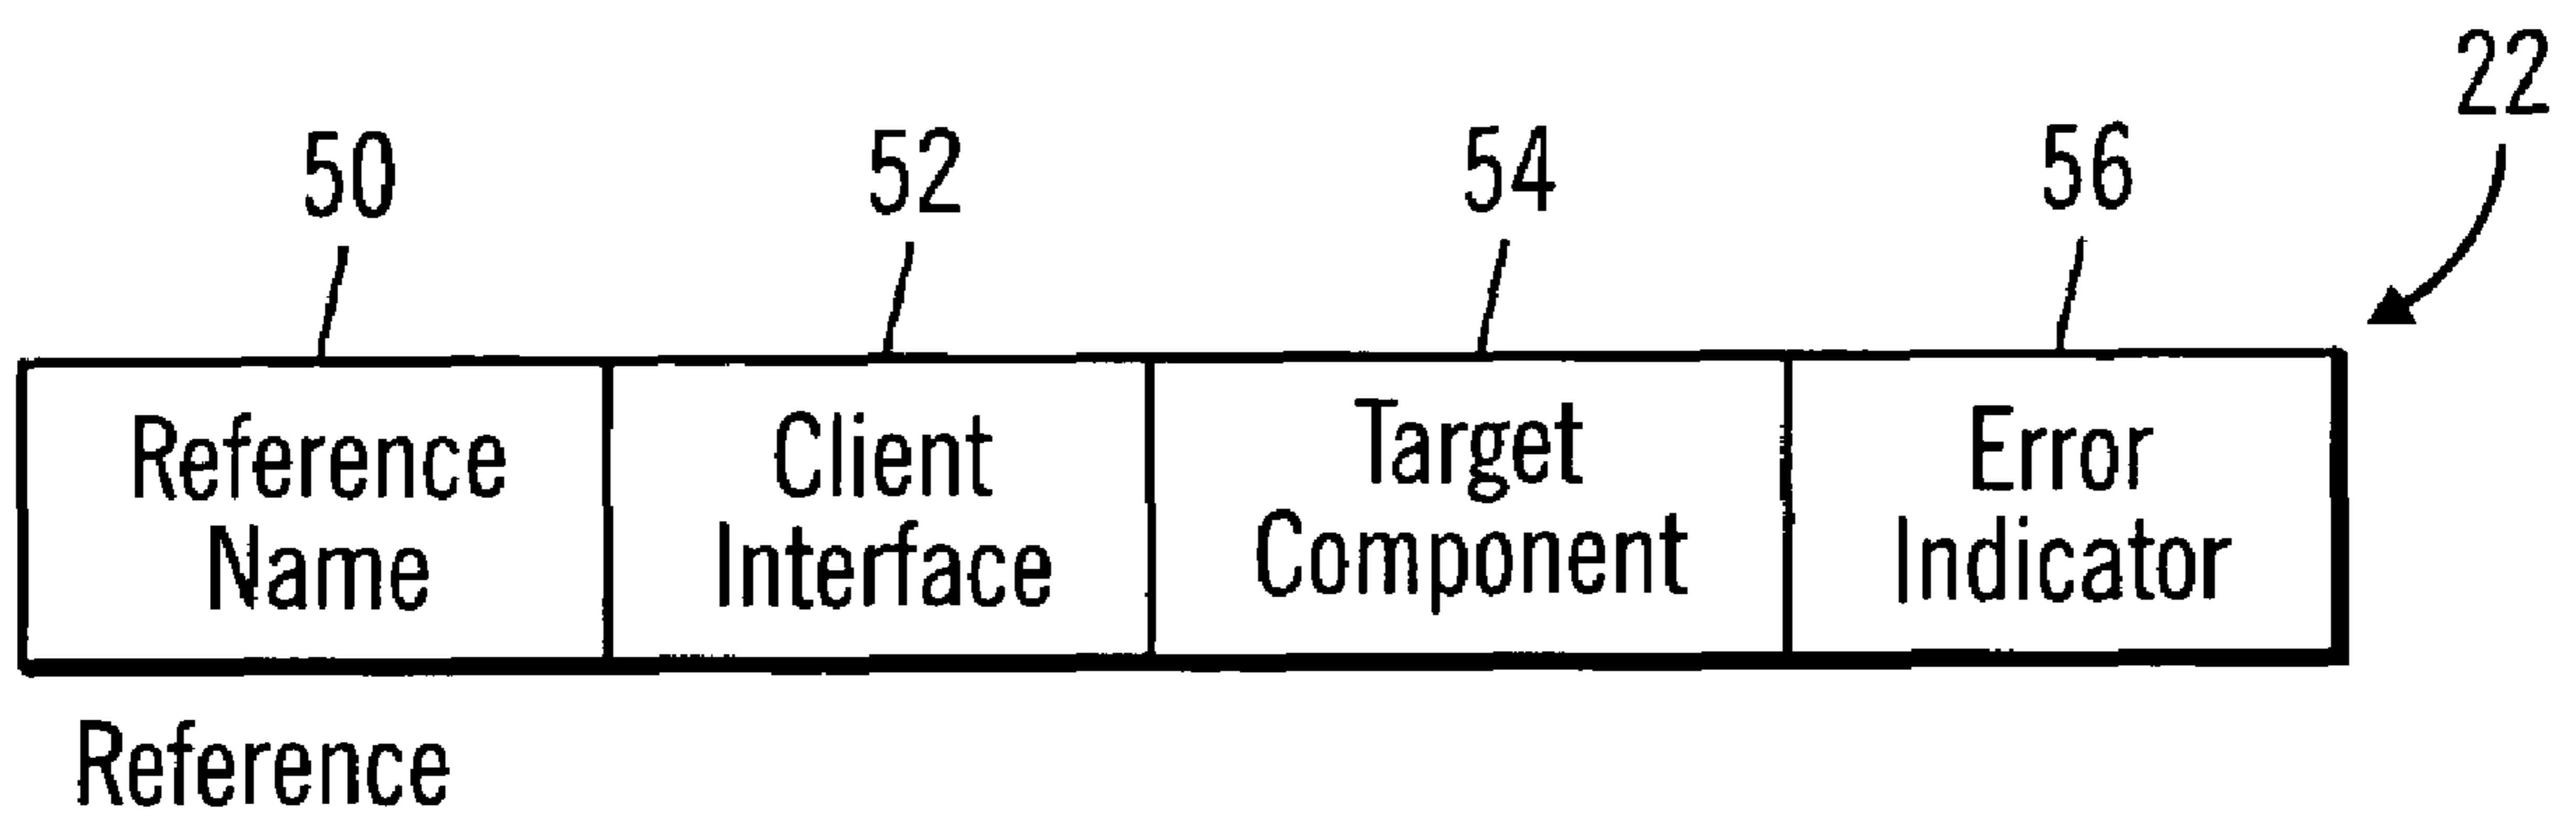 22
50 52 54 56
Reference Name
Client Interface
Target Component
Error Indicator
Reference